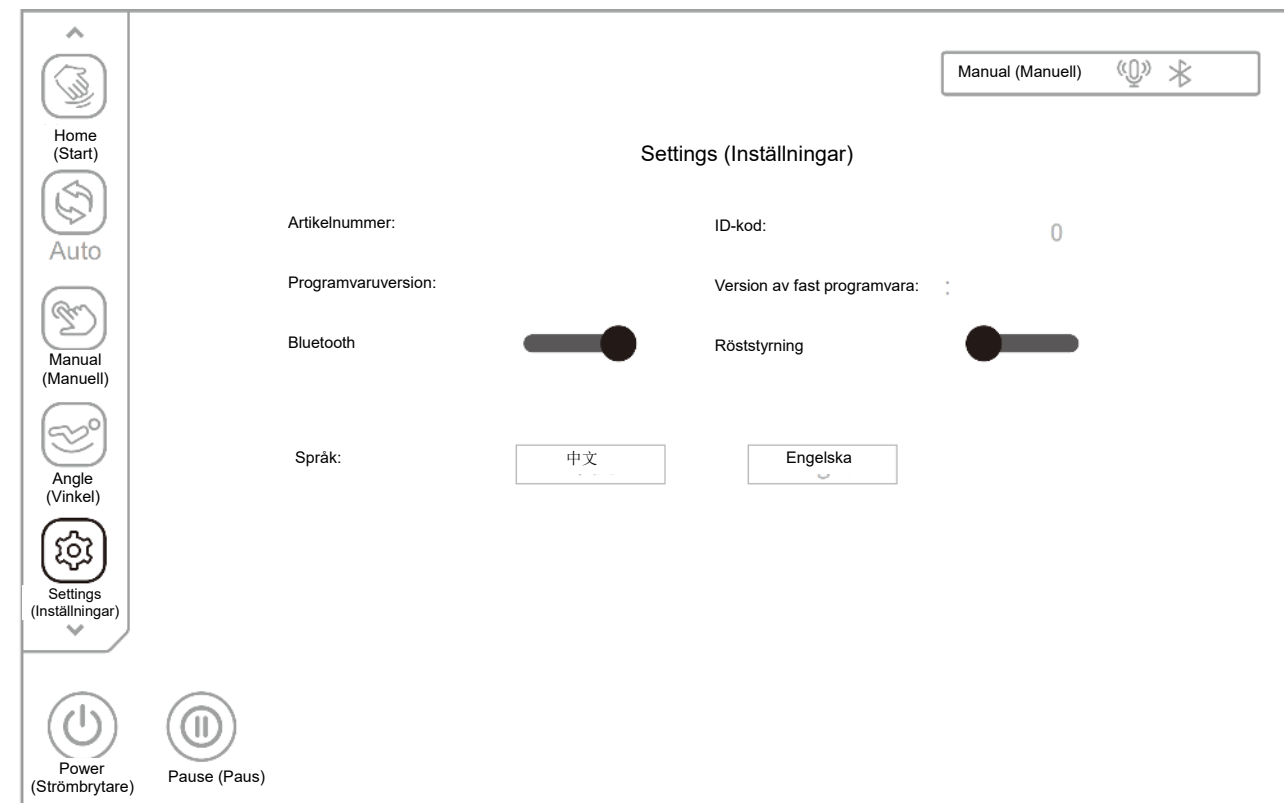 Home
(Start)
Auto
Manual
(Manuell)
Angle
(Vinkel)
Settings
(Inställningar)
Power
(Strömbrytare)
Pause (Paus)
Manual (Manuell)
Settings (Inställningar)
Artikelnummer:
ID-kod:
0
Programvaruversion:
Version av fast programvara: :
Bluetooth
Röststyrning
Språk:
中文
Engelska